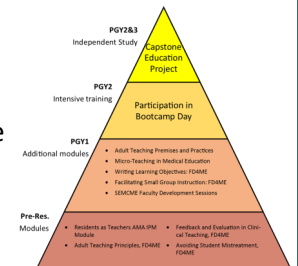 PGY2&3
Independent Study
Capstone
Education
Project
PGY2
Intensive training
Participation in
Bootcamp Day
e
PGY1
Additional modules
• Adult Teaching Premises and Practices
• Micro-Teaching in Medical Education
• Writing Learning Objectives: FD4ME
• Facilitating Small Group Instruction: FD4ME
• SEMCME Faculty Development Sessions
Pre-Res.
Modules
• Residents as Teachers AMA IPM
Module
• Adult Teaching Principles, FD4ME
• Feedback and Evaluation in Clini-
cal Teaching, FD4ME
• Avoiding Student Mistreatment,
FD4ME